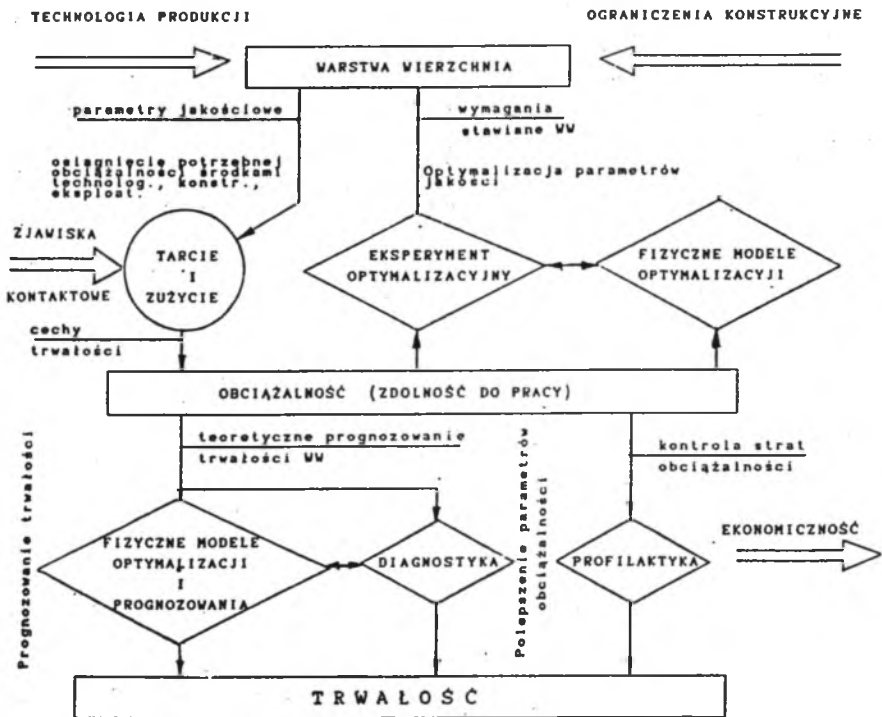 TECHNOLOGIA PRODUKCJI
OGRANICZENIA KONSTRUKCYJNE
WARSTWA WIERZCHNIA
parametry jakościowe
wymagania
stawiane WW
osiągnięcie potrzebnej
obciążalności środkami
technolog., konstr.,
eksploat.
Optymalizacja parametrów
jakości
ZJAWISKA
KONTAKTOWE
TARCIE
I
ZUŻYCIE
EKSPERYMENT
OPTYMALIZACYJNY
FIZYCZNE MODELE
OPTYMALIZACYJI
cechy
trwałości
OBCIĄŻALNOŚĆ (ZDOLNOŚĆ DO PRACY)
Prognozowanie trwałości
teoretyczne prognozowanie
trwałości WW
Polepszenie parametrów
obciążalności
kontrola strat
obciążalności
FIZYCZNE MODELE
OPTYMALIZACJI
I
PROGNOZOWANIA
DIAGNOSTYKA
PROFILAKTYKA
EKONOMICZNOŚĆ
TRWAŁOŚĆ